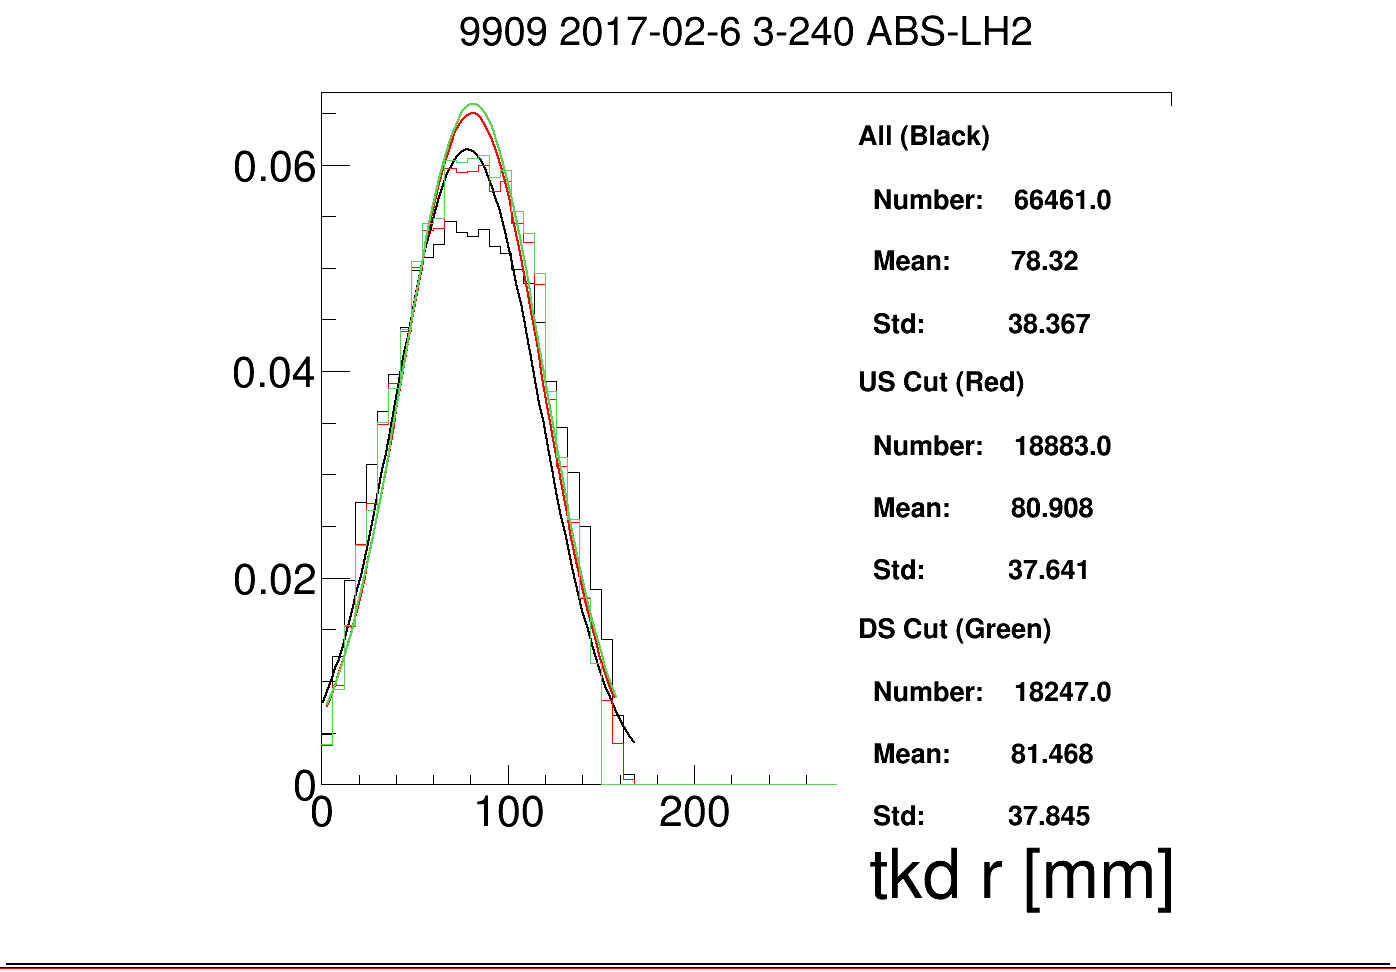 9909 2017-02-6 3-240 ABS-LH2
All (Black)
Number: 66461.0
Mean: 78.32
Std: 38.367
US Cut (Red)
Number: 18883.0
Mean: 80.908
Std: 37.641
DS Cut (Green)
Number: 18247.0
Mean: 81.468
Std: 37.845
0.06
0.04
0.02
0
0 100 200
tkd r [mm]